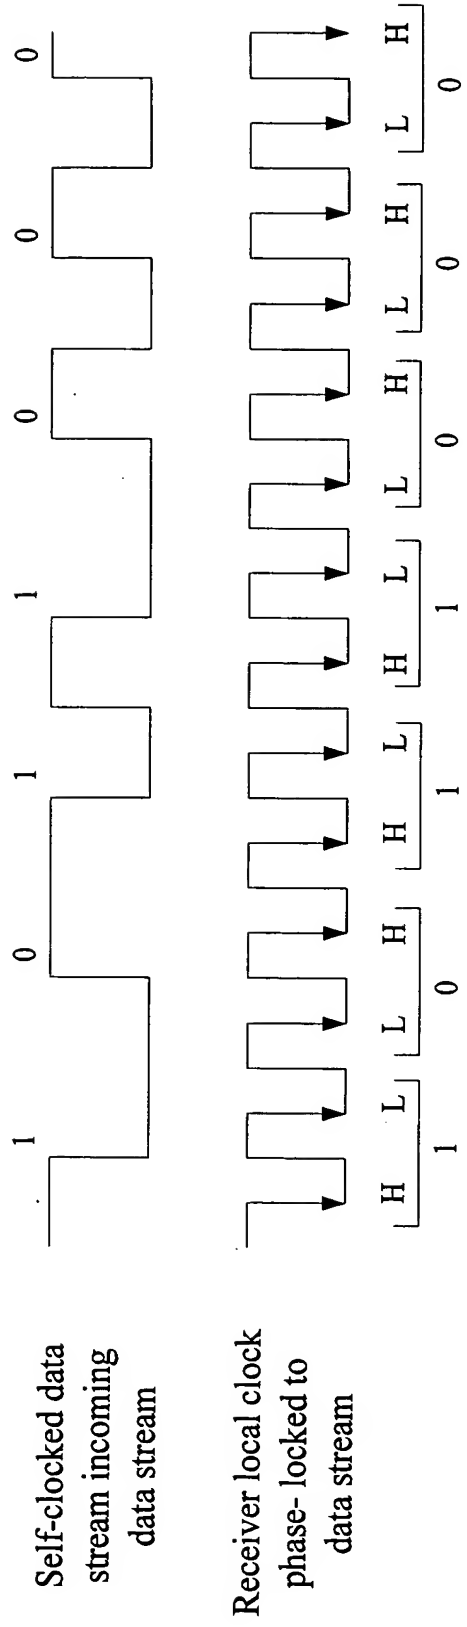 Self-clocked data
stream incoming
data stream
1 0 1 1 0 0 0
Receiver local clock
phase- locked to
data stream
H L L H H L H L L H L H L H
1 0 1 1 0 0 0